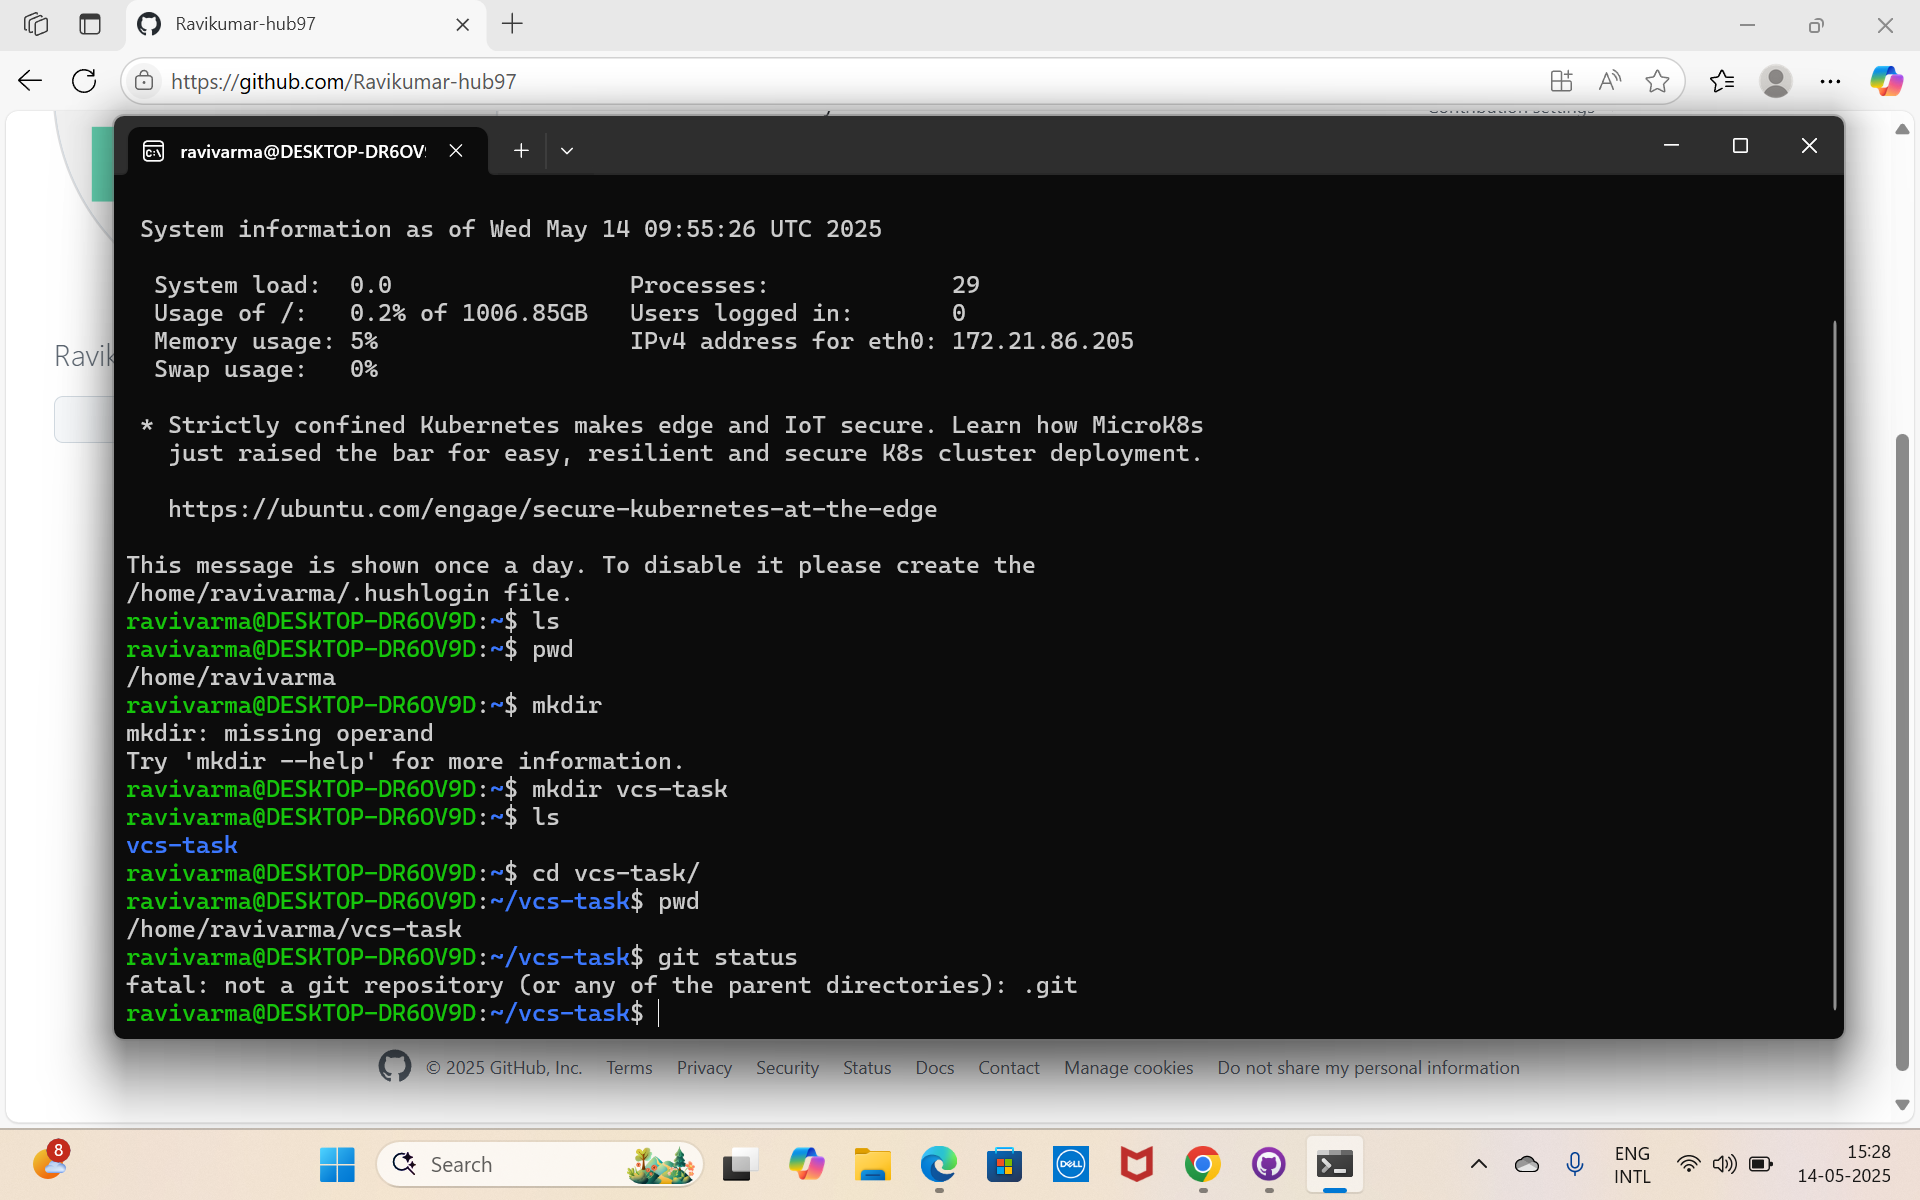 Ravikumar-hub97
https://github.com/Ravikumar-hub97
ravivarma@DESKTOP-DR6OV9
System information as of Wed May 14 09:55:26 UTC 2025
System load: 0.0 Processes: 29
Usage of /: 0.2% of 1006.85GB Users logged in: 0
Memory usage: 5% IPv4 address for eth0: 172.21.86.205
Swap usage: 0%
* Strictly confined Kubernetes makes edge and IoT secure. Learn how MicroK8s
just raised the bar for easy, resilient and secure K8s cluster deployment.
https://ubuntu.com/engage/secure-kubernetes-at-the-edge
This message is shown once a day. To disable it please create the
/home/ravivarma/.hushlogin file.
ravivarma@DESKTOP-DR6OV9D:~$ ls
ravivarma@DESKTOP-DR6OV9D:~$ pwd
/home/ravivarma
ravivarma@DESKTOP-DR6OV9D:~$ mkdir
mkdir: missing operand
Try 'mkdir --help' for more information.
ravivarma@DESKTOP-DR6OV9D:~$ mkdir vcs-task
ravivarma@DESKTOP-DR6OV9D:~$ ls
vcs-task
ravivarma@DESKTOP-DR6OV9D:~$ cd vcs-task/
ravivarma@DESKTOP-DR6OV9D:~/vcs-task$ pwd
/home/ravivarma/vcs-task
ravivarma@DESKTOP-DR6OV9D:~/vcs-task$ git status
fatal: not a git repository (or any of the parent directories): .git
ravivarma@DESKTOP-DR6OV9D:~/vcs-task$
Ravik
© 2025 GitHub, Inc. Terms Privacy Security Status Docs Contact Manage cookies Do not share my personal information
8
Search
DELL
ENG
INTL
15:28
14-05-2025